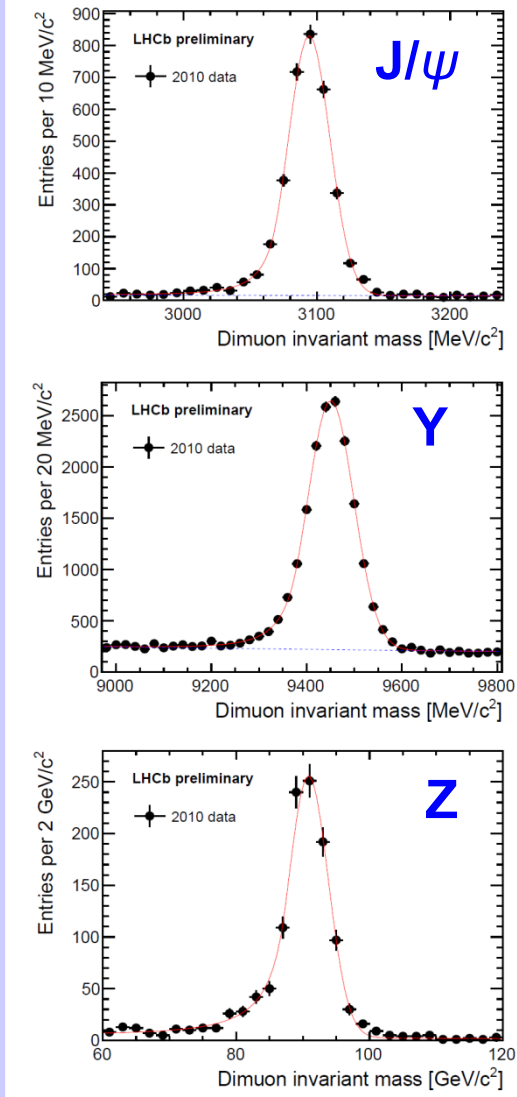 900
800
700
600
500
400
300
200
100
0
Entries per 10 MeV/c²
LHCb preliminary
2010 data
J/ψ
3000 3100 3200
Dimuon invariant mass [MeV/c²]
2500
2000
1500
1000
500
0
Entries per 20 MeV/c²
LHCb preliminary
2010 data
Υ
9000 9200 9400 9600 9800
Dimuon invariant mass [MeV/c²]
250
200
150
100
50
0
Entries per 2 GeV/c²
LHCb preliminary
2010 data
Z
60 80 100 120
Dimuon invariant mass [GeV/c²]